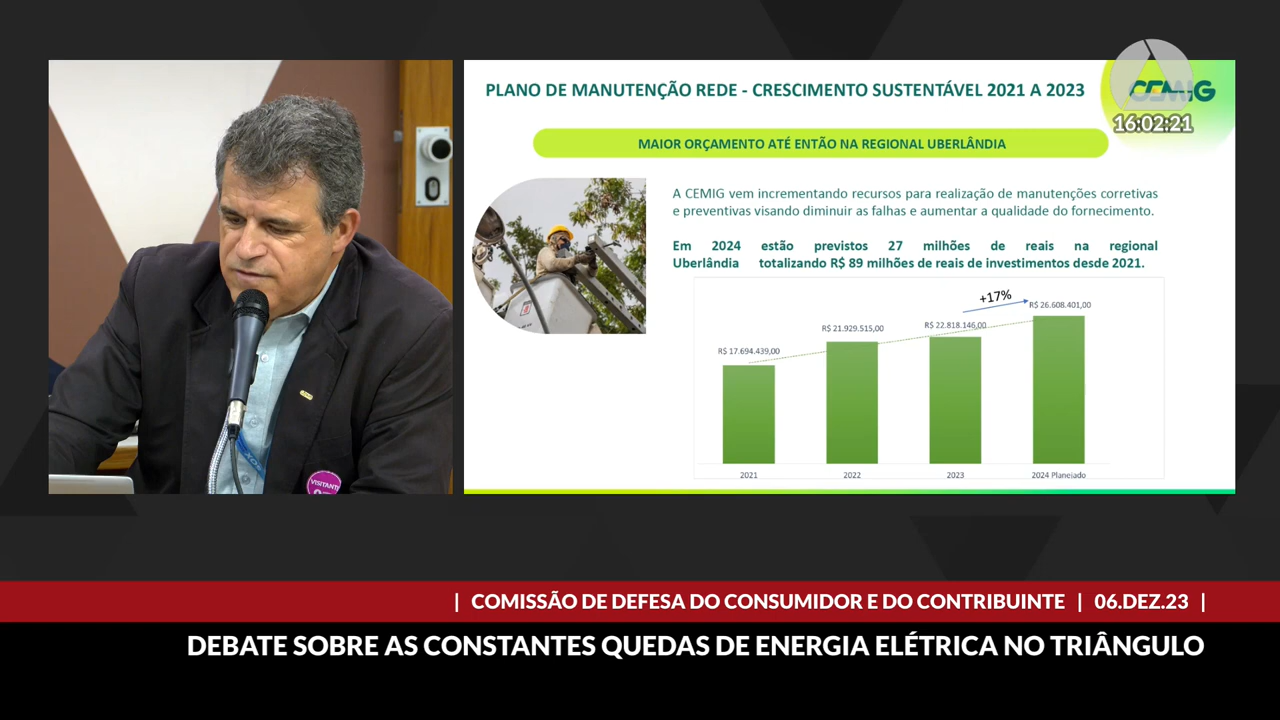 PLANO DE MANUTENÇÃO REDE - CRESCIMENTO SUSTENTÁVEL 2021 A 2023
CEMIG
16:02:21
MAIOR ORÇAMENTO ATÉ ENTÃO NA REGIONAL UBERLÂNDIA
A CEMIG vem incrementando recursos para realização de manutenções corretivas
e preventivas visando diminuir as falhas e aumentar a qualidade do fornecimento.
Em 2024 estão previstos 27 milhões de reais na regional
Uberlândia totalizando R$ 89 milhões de reais de investimentos desde 2021.
+17%
R$ 26.608.401,00
R$ 22.818.146,00
R$ 21.929.515,00
R$ 17.694.439,00
2021 2022 2023 2024 Planejado
VISITANTE
| COMISSÃO DE DEFESA DO CONSUMIDOR E DO CONTRIBUINTE | 06.DEZ.23 |
DEBATE SOBRE AS CONSTANTES QUEDAS DE ENERGIA ELÉTRICA NO TRIÂNGULO